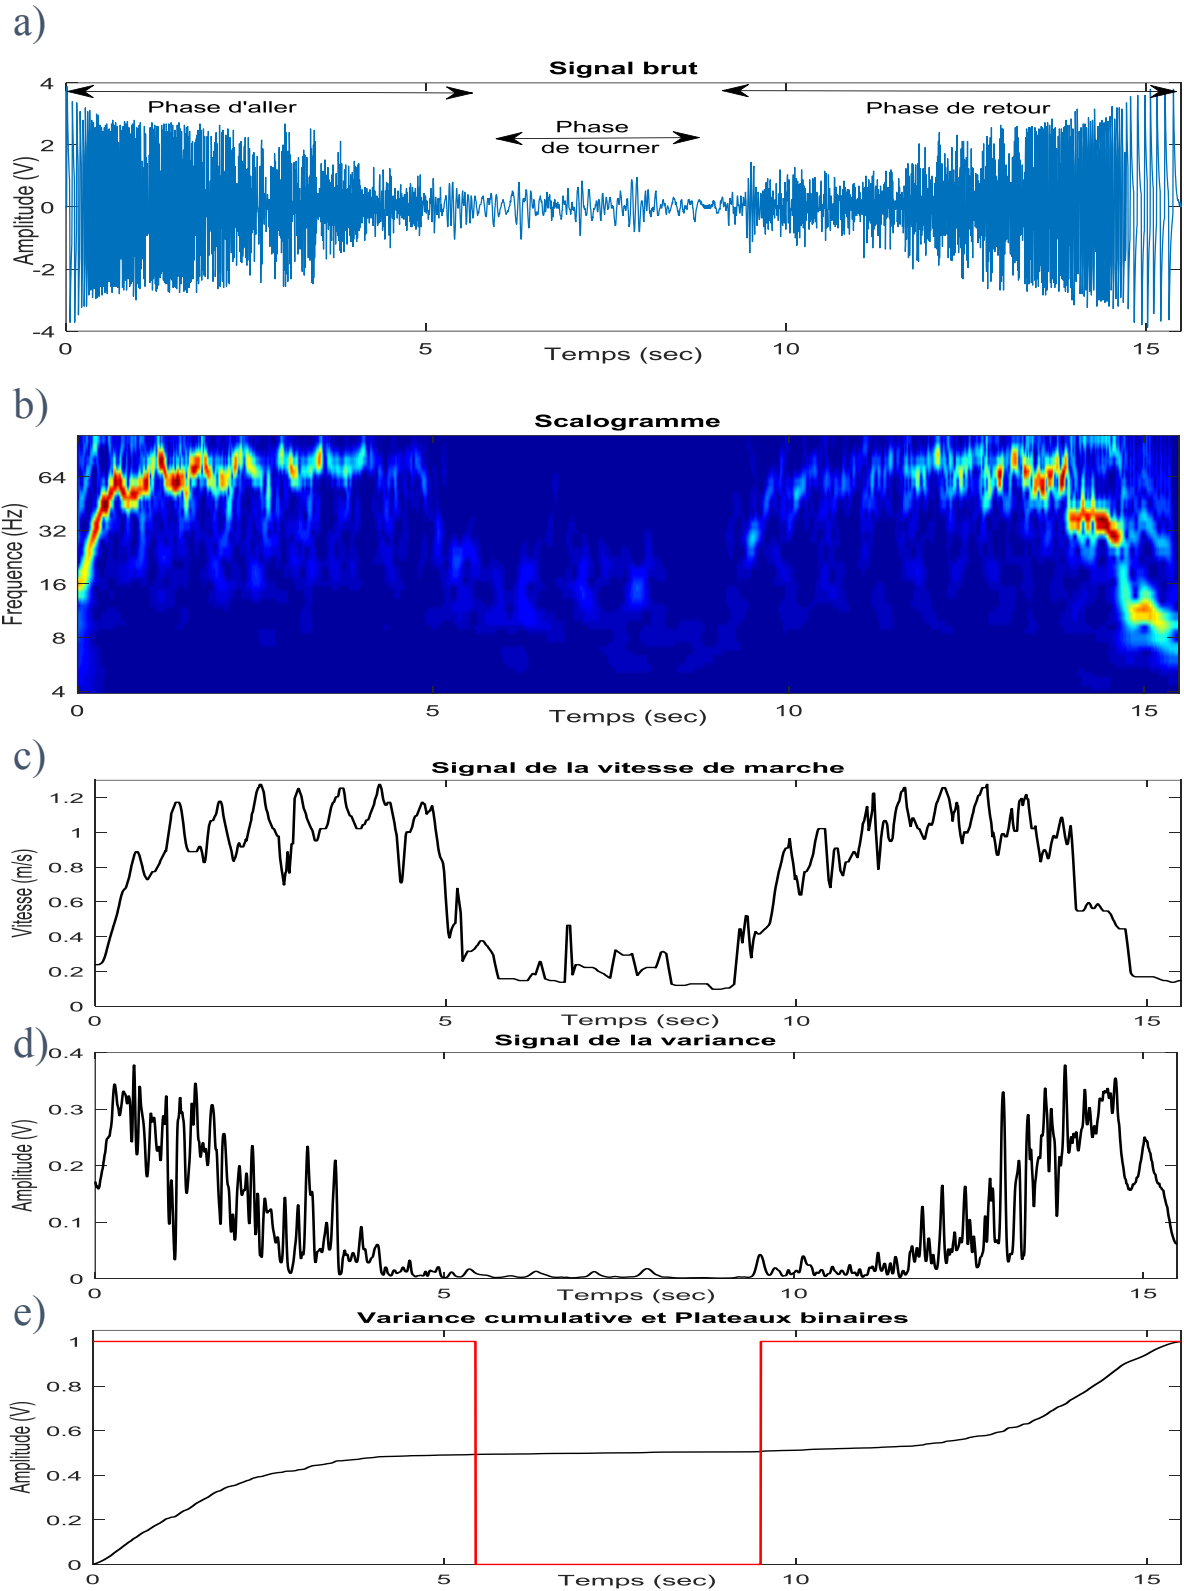 a)
Signal brut
4
Phase d'aller
Phase de retour
Phase
de tourner
2
0
-2
-4
Amplitude (V)
0
5
10
15
Temps (sec)
b)
Scalogramme
64
32
16
8
4
Frequence (Hz)
0
5
10
15
Temps (sec)
c)
Signal de la vitesse de marche
1.2
1
0.8
0.6
0.4
0.2
0
Vitesse (m/s)
0
5
10
15
Temps (sec)
d)
Signal de la variance
0.4
0.3
0.2
0.1
0
Amplitude (V)
0
5
10
15
Temps (sec)
e)
Variance cumulative et Plateaux binaires
1
0.8
0.6
0.4
0.2
0
Amplitude (V)
0
5
10
15
Temps (sec)